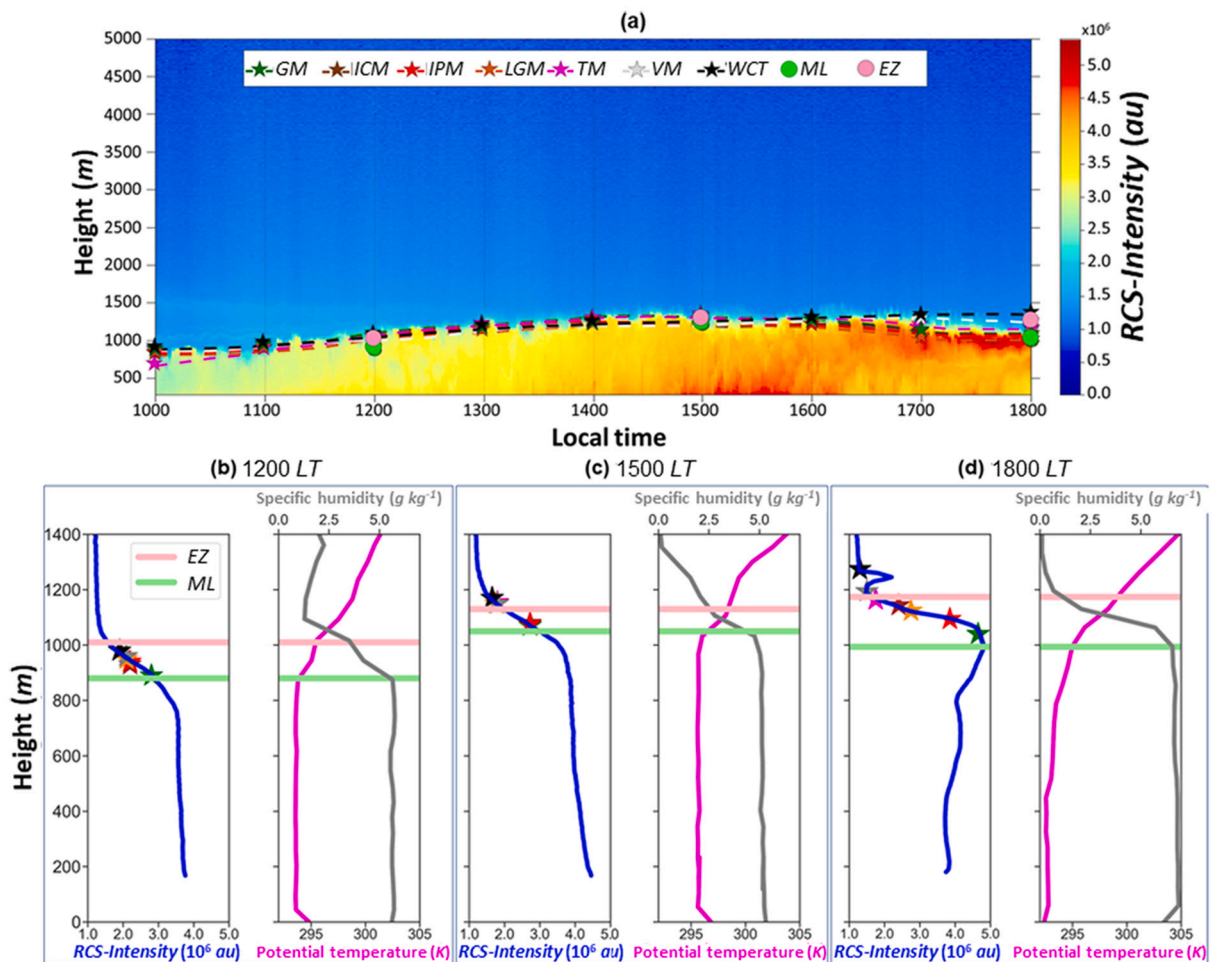 (a)
x10⁶
5000
4500
4000
3500
3000
2500
2000
1500
1000
500
Height (m)
GM ICM IPM LGM TM VM WCT ML EZ
5.0
4.5
4.0
3.5
3.0
2.5
2.0
1.5
1.0
0.5
0.0
RCS-Intensity (au)
1000 1100 1200 1300 1400 1500 1600 1700 1800
Local time
(b) 1200 LT
(c) 1500 LT
(d) 1800 LT
Specific humidity (g kg⁻¹)
0.0 2.5 5.0
Specific humidity (g kg⁻¹)
0.0 2.5 5.0
Specific humidity (g kg⁻¹)
0.0 2.5 5.0
1400
1200
1000
800
600
400
200
0
Height (m)
EZ
ML
1.0 2.0 3.0 4.0 5.0
RCS-Intensity (10⁶ au)
295 300 305
Potential temperature (K)
1.0 2.0 3.0 4.0 5.0
RCS-Intensity (10⁶ au)
295 300 305
Potential temperature (K)
1.0 2.0 3.0 4.0 5.0
RCS-Intensity (10⁶ au)
295 300 305
Potential temperature (K)